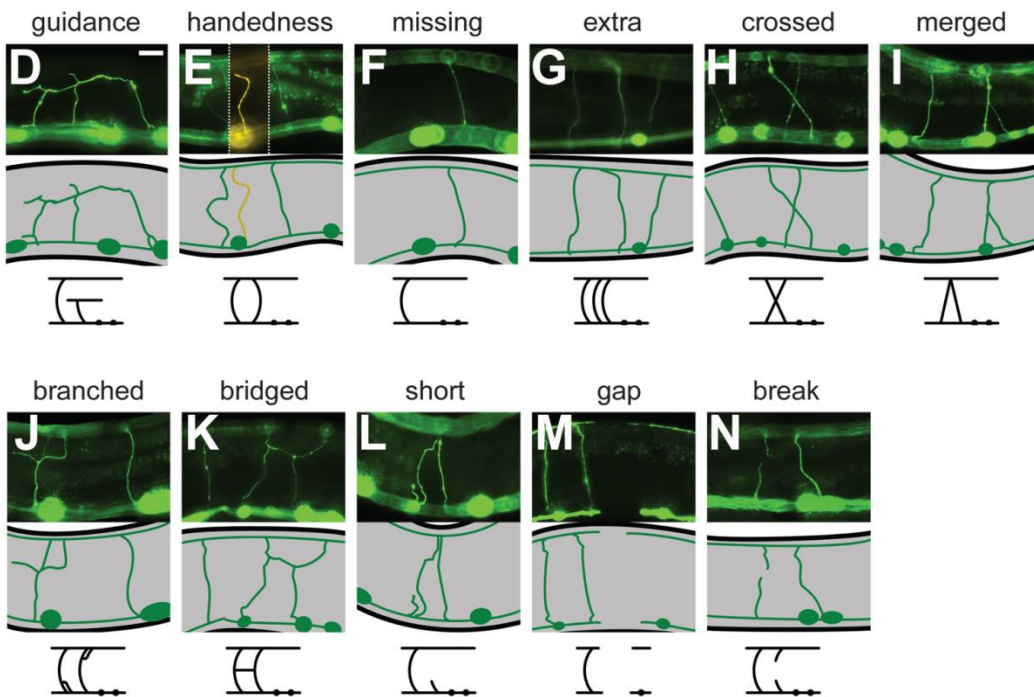 guidance handedness missing extra crossed merged
D E F G H I
branched bridged short gap break
J K L M N